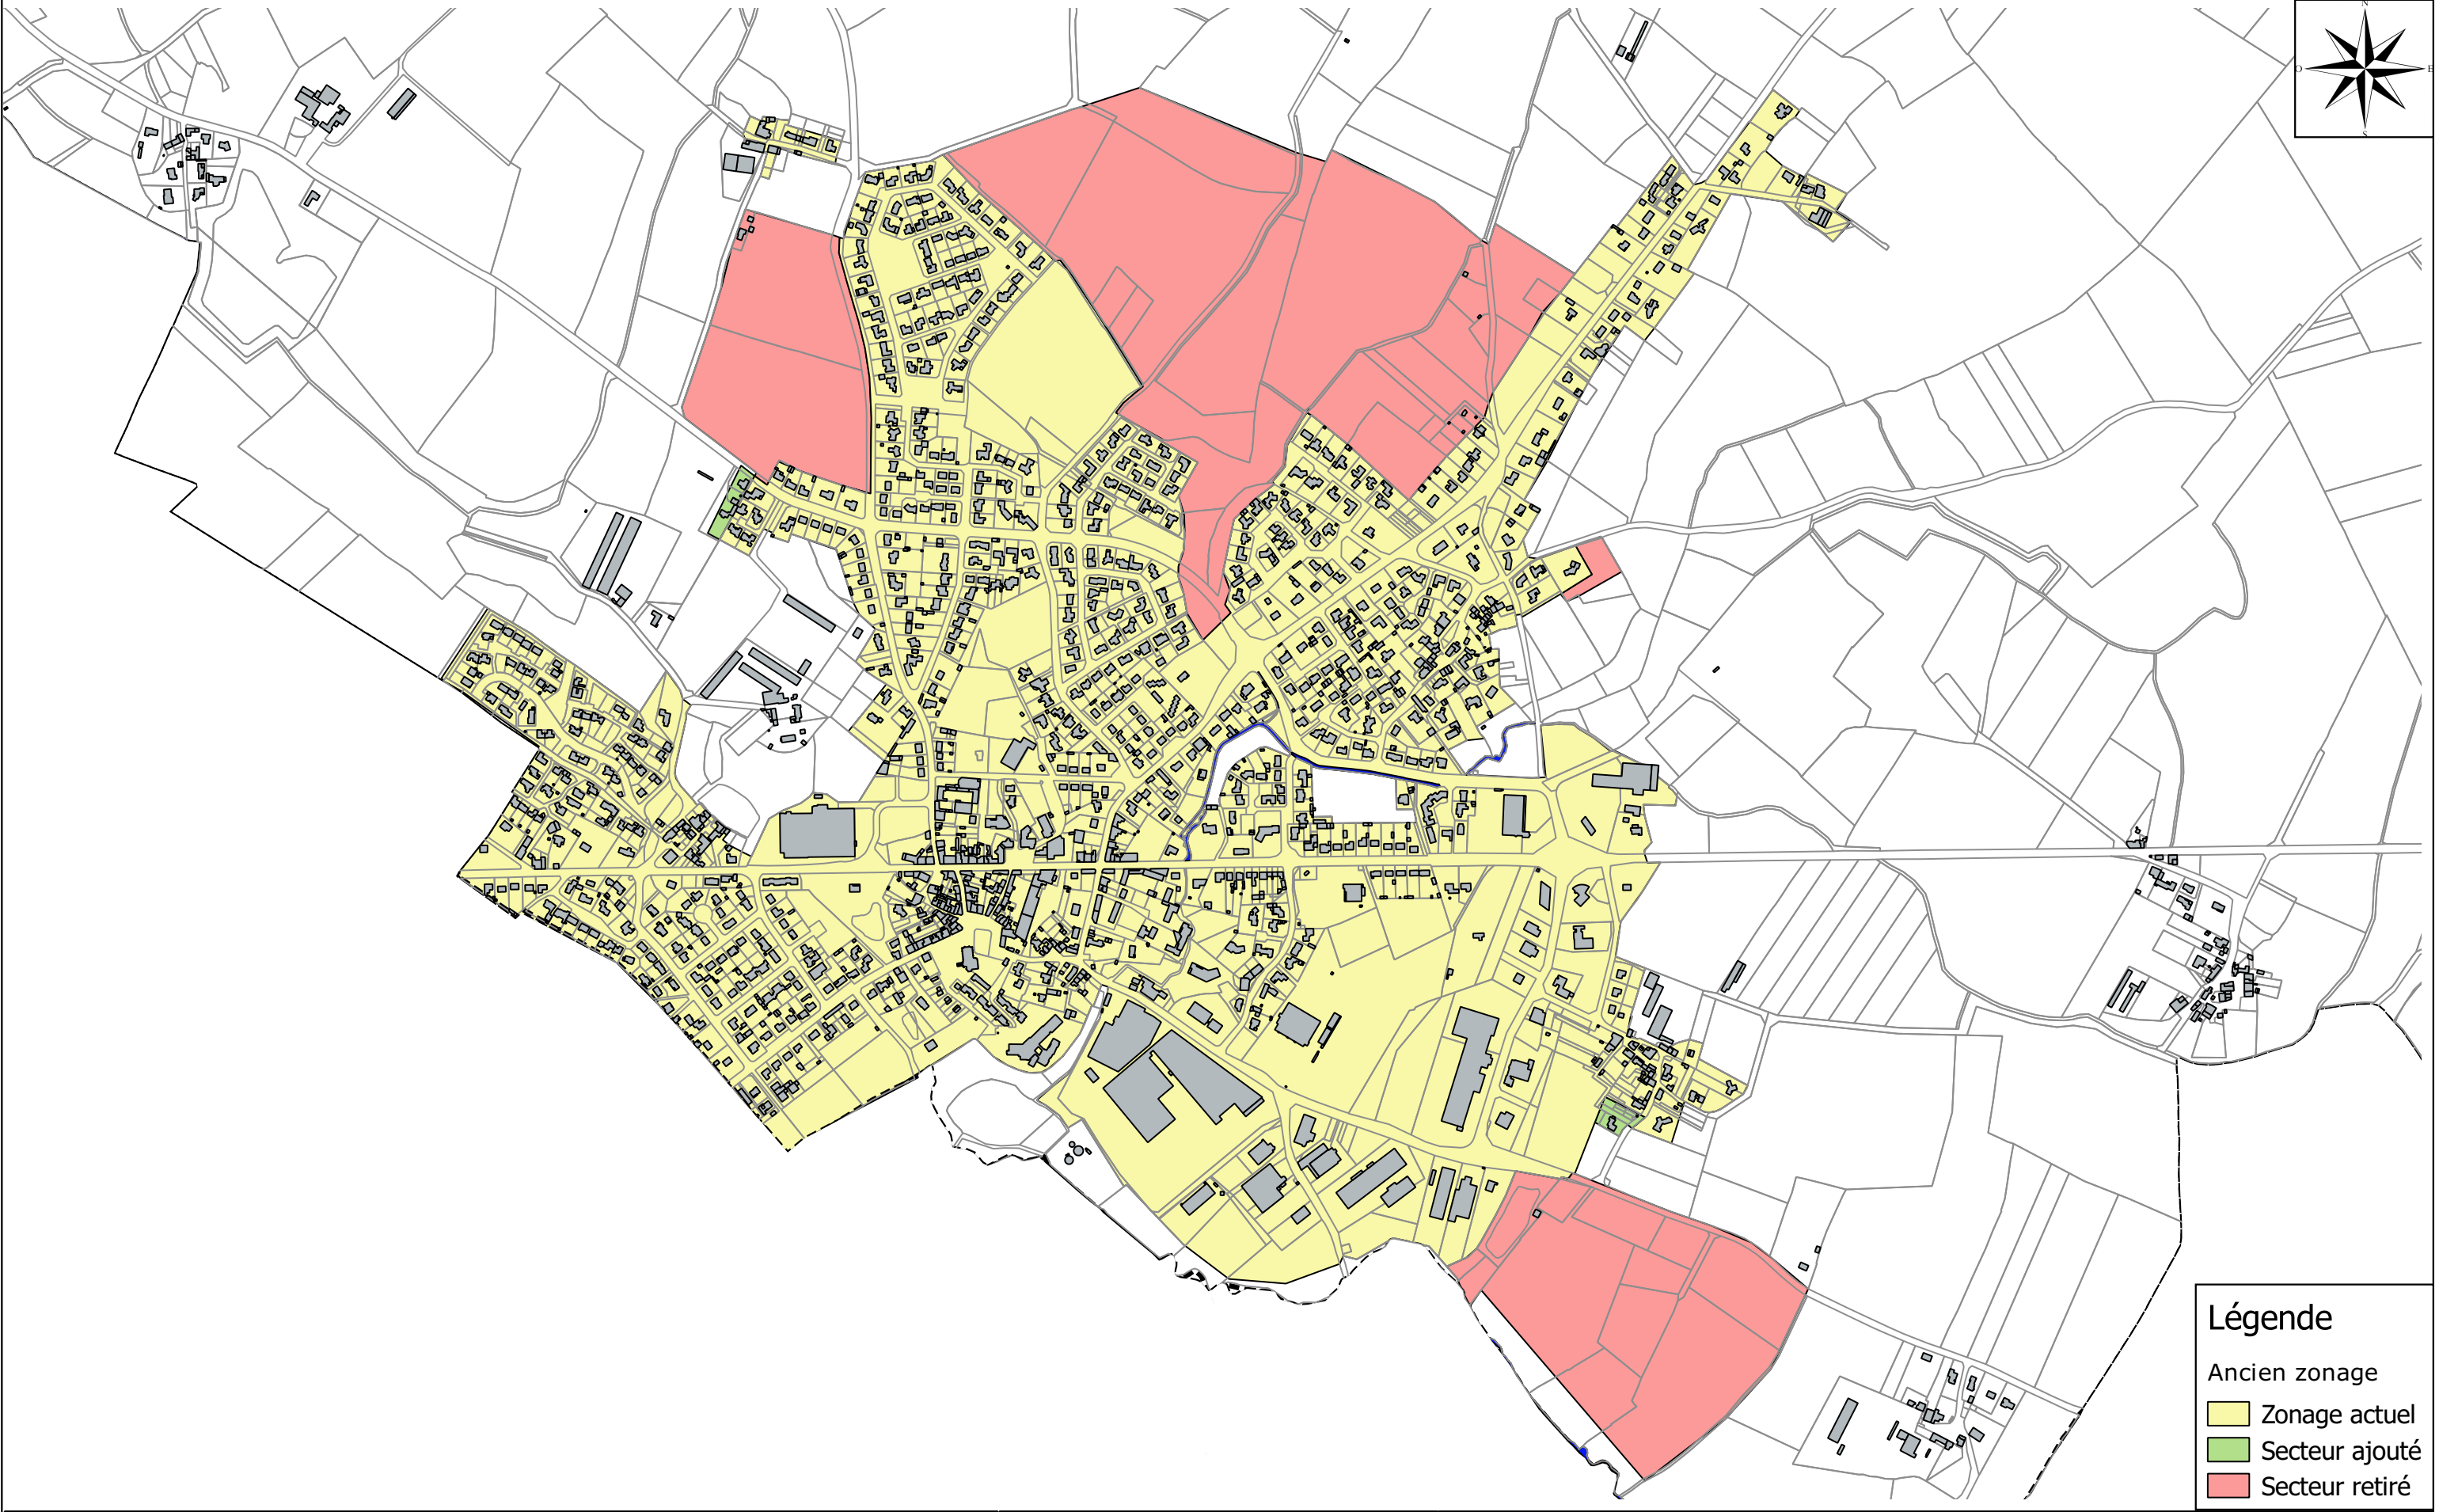 N
O
E
S
Légende
Ancien zonage
Zonage actuel
Secteur ajouté
Secteur retiré